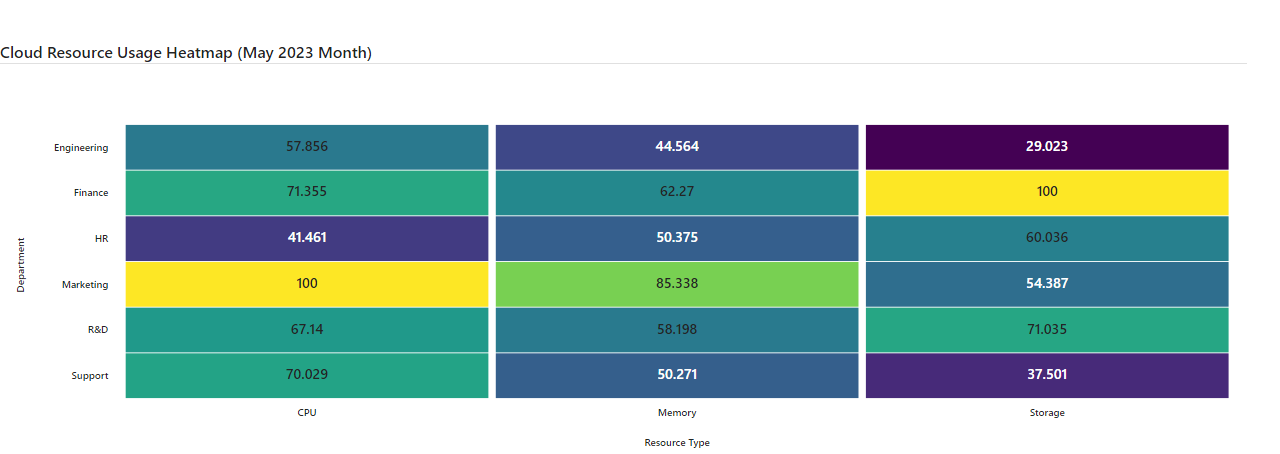 Cloud Resource Usage Heatmap (May 2023 Month)
Engineering 57.856 44.564 29.023
Finance 71.355 62.27 100
HR 41.461 50.375 60.036
Department
Marketing 100 85.338 54.387
R&D 67.14 58.198 71.035
Support 70.029 50.271 37.501
CPU Memory Storage
Resource Type